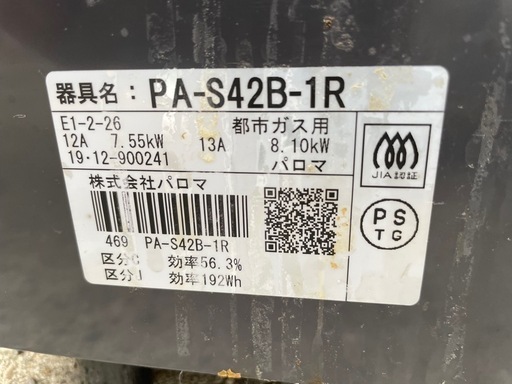 器具名：PA-S42B-1R
E1-2-26 都市ガス用
12A 7.55kW 13A 8.10kW
19・12-900241 パロマ
株式会社パロマ
469 PA-S42B-1R
区分C 効率56.3%
区分J 効率192Wh
JIA認証
PS
TG